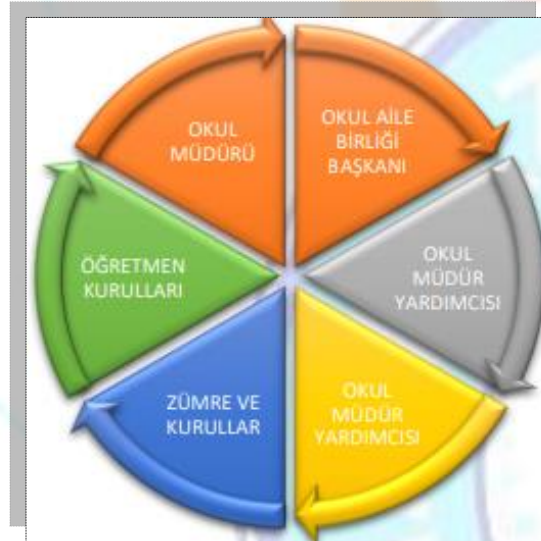 OKUL
MÜDÜRÜ
OKUL AİLE
BİRLİĞİ
BAŞKANI
OKUL
MÜDÜR
YARDIMCISI
OKUL
MÜDÜR
YARDIMCISI
ZÜMRE VE
KURULLAR
ÖĞRETMEN
KURULLARI